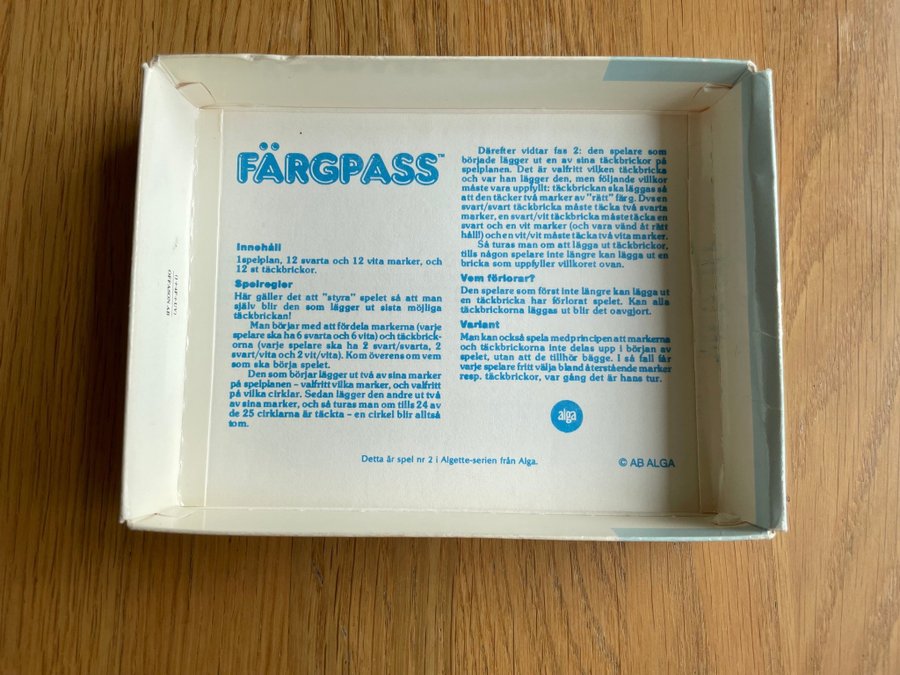 FÄRGPASS™
Innehåll
1 spelplan, 12 svarta och 12 vita marker, och
12 st täckbrickor.
Spelregler
Här gäller det att "styra" spelet så att man
själv blir den som lägger ut sista möjliga
täckbrickan!
Man börjar med att fördela markerna (varje
spelare ska ha 6 svarta och 6 vita) och täckbrick-
orna (varje spelare ska ha 2 svart/svarta, 2
svart/vita och 2 vit/vita). Kom överens om vem
som ska börja spelet.
Den som börjar lägger ut två av sina marker
på spelplanen – valfritt vilka marker, och valfritt
på vilka cirklar. Sedan lägger den andre ut två
av sina marker, och så turas man om tills 24 av
de 25 cirklarna är täckta – en cirkel blir alltså
tom.
Därefter vidtar fas 2: den spelare som
började lägger ut en av sina täckbrickor på
spelplanen. Det är valfritt vilken täckbricka
och var han lägger den, men följande villkor
måste vara uppfyllt: täckbrickan ska läggas så
att den täcker två marker av "rätt" färg. Dvs en
svart/svart täckbricka måste täcka två svarta
marker, en svart/vit täckbricka måste täcka en
svart och en vit marker (och vara vänd åt rätt
håll!) och en vit/vit måste täcka två vita marker.
Så turas man om att lägga ut täckbrickor,
tills någon spelare inte längre kan lägga ut en
bricka som uppfyller villkoret ovan.
Vem förlorar?
Den spelare som först inte längre kan lägga ut
en täckbricka har förlorat spelet. Kan alla
täckbrickorna läggas ut blir det oavgjort.
Variant
Man kan också spela med principen att markerna
och täckbrickorna inte delas upp i början av
spelet, utan att de tillhör bägge. I så fall får
varje spelare fritt välja bland återstående marker
resp. täckbrickor, var gång det är hans tur.
alga
Detta är spel nr 2 i Algette-serien från Alga.
© AB ALGA